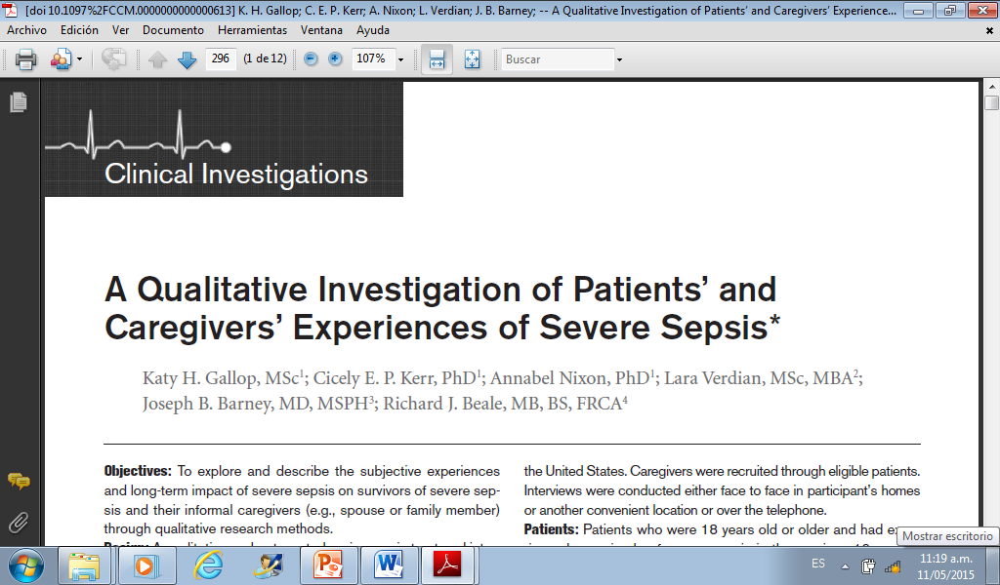 [doi 10.1097%2FCCM.0000000000000613] K. H. Gallop; C. E. P. Kerr; A. Nixon; L. Verdian; J. B. Barney; -- A Qualitative Investigation of Patients' and Caregivers' Experience...
Archivo Edición Ver Documento Herramientas Ventana Ayuda
296 (1 de 12) 107% Buscar
Clinical Investigations
A Qualitative Investigation of Patients' and
Caregivers' Experiences of Severe Sepsis*
Katy H. Gallop, MSc1; Cicely E. P. Kerr, PhD1; Annabel Nixon, PhD1; Lara Verdian, MSc, MBA2;
Joseph B. Barney, MD, MSPH3; Richard J. Beale, MB, BS, FRCA4
Objectives: To explore and describe the subjective experiences
and long-term impact of severe sepsis on survivors of severe sep-
sis and their informal caregivers (e.g., spouse or family member)
through qualitative research methods.
the United States. Caregivers were recruited through eligible patients.
Interviews were conducted either face to face in participant's homes
or another convenient location or over the telephone.
Patients: Patients who were 18 years old or older and had
Mostrar escritorio
ES
11:19 a.m.
11/05/2015